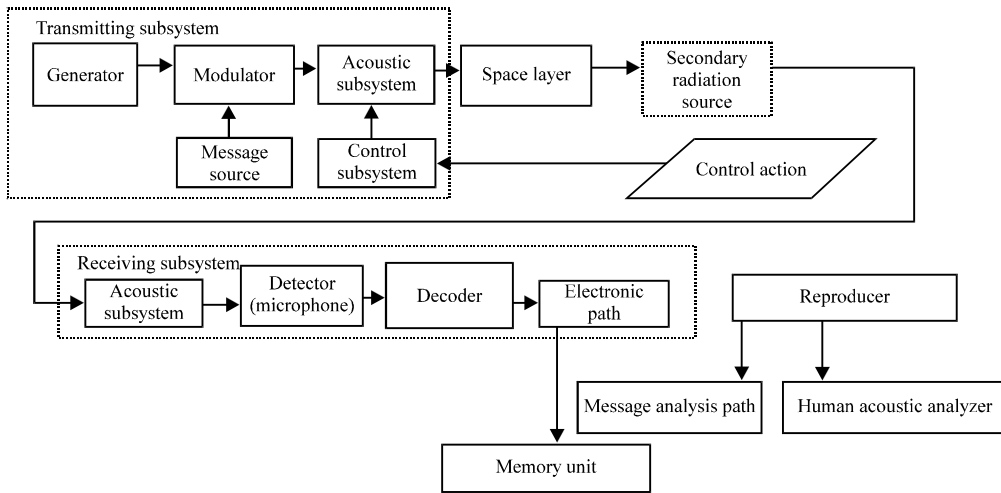 Transmitting subsystem
Generator
Modulator
Acoustic
subsystem
Space layer
Secondary
radiation
source
Message
source
Control
subsystem
Control action
Receiving subsystem
Acoustic
subsystem
Detector
(microphone)
Decoder
Electronic
path
Reproducer
Message analysis path
Human acoustic analyzer
Memory unit